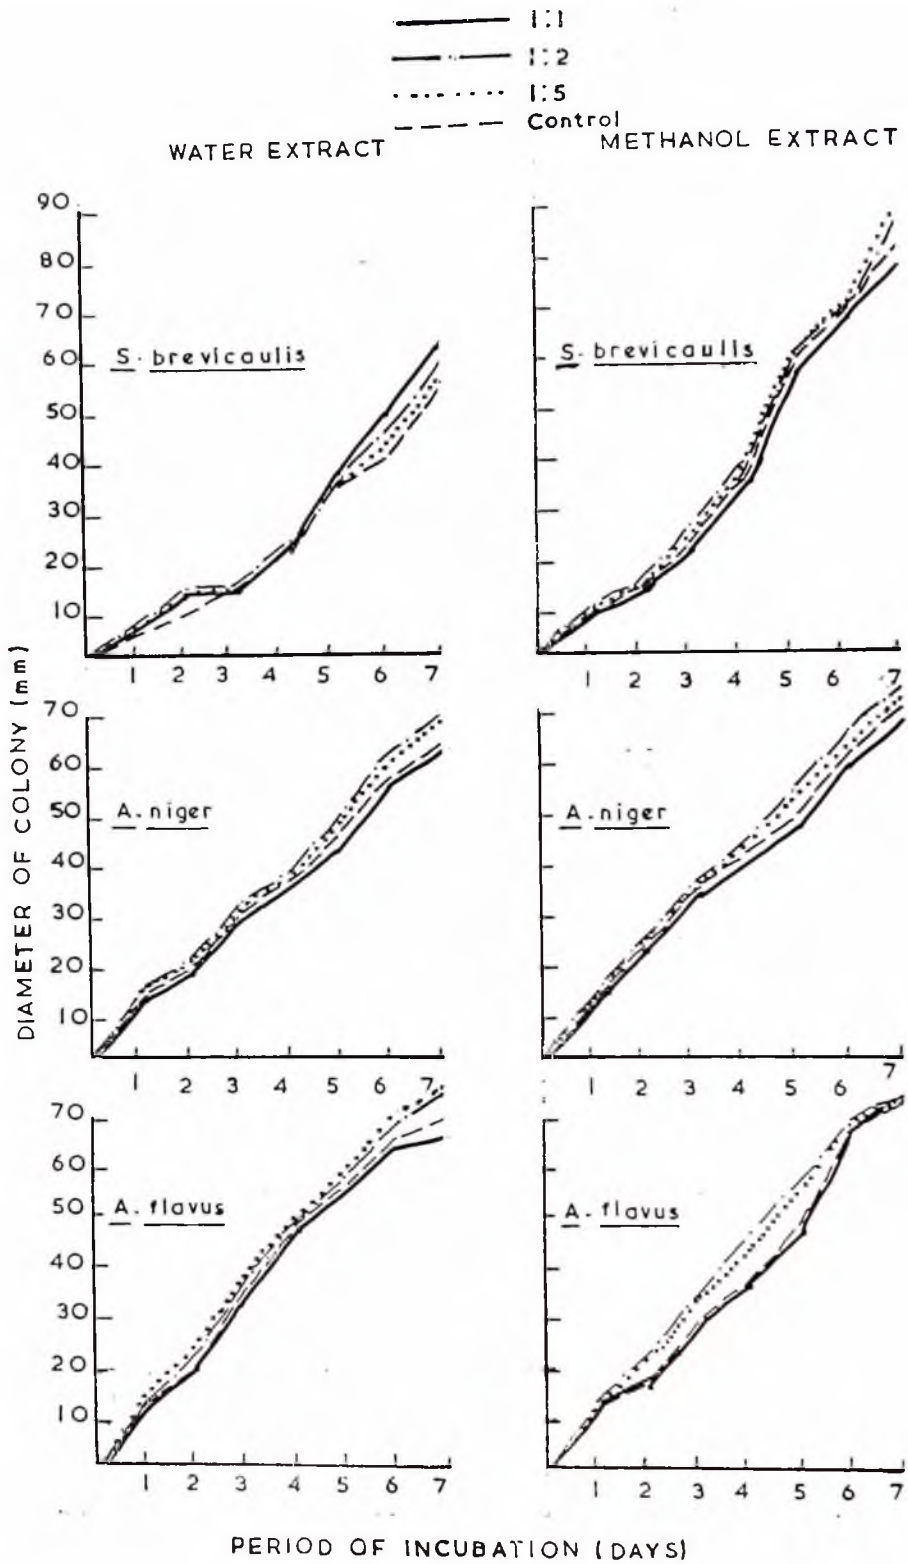 1:1
1:2
1:5
Control
WATER EXTRACT
METHANOL EXTRACT
90
80
70
60
50
40
30
20
10
S. brevicaulis
1 2 3 4 5 6 7
S. brevicaulis
1 2 3 4 5 6 7
DIAMETER OF COLONY (mm)
70
60
50
40
30
20
10
A. niger
1 2 3 4 5 6 7
A. niger
1 2 3 4 5 6 7
70
60
50
40
30
20
10
A. flavus
1 2 3 4 5 6 7
A. flavus
1 2 3 4 5 6 7
PERIOD OF INCUBATION (DAYS)